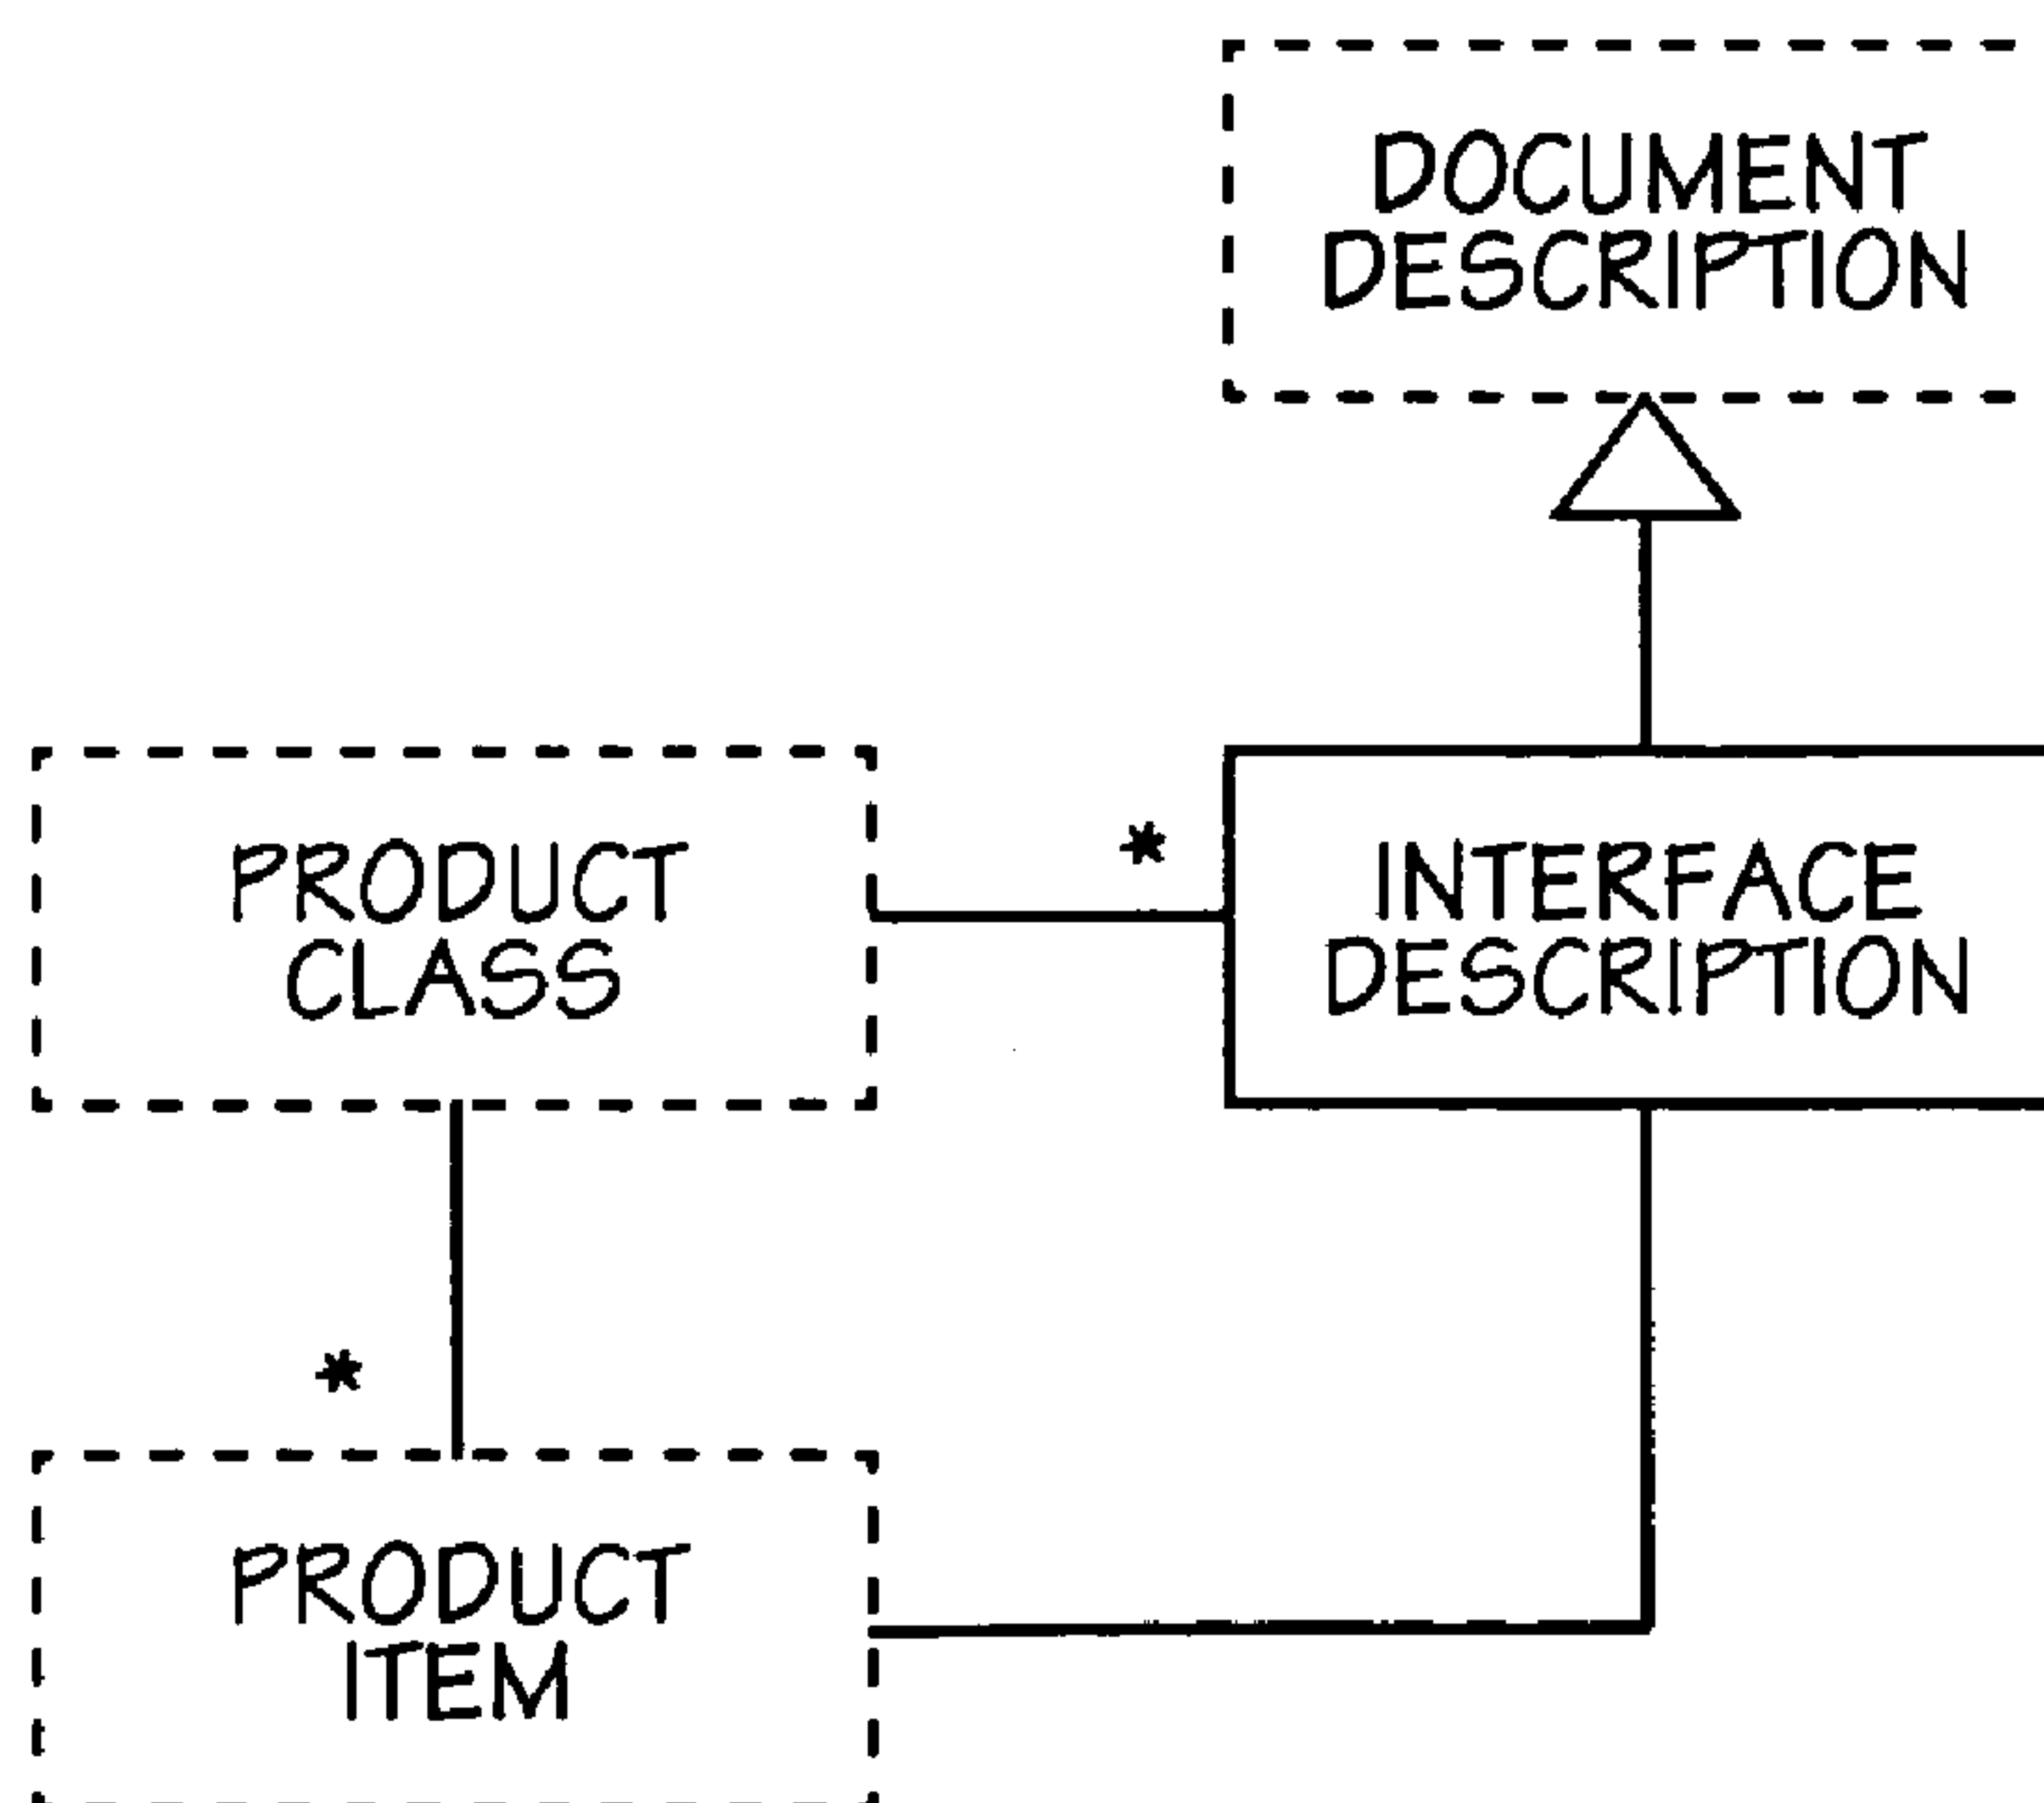 DOCUMENT
DESCRIPTION
PRODUCT
CLASS
*
INTERFACE
DESCRIPTION
*
PRODUCT
ITEM